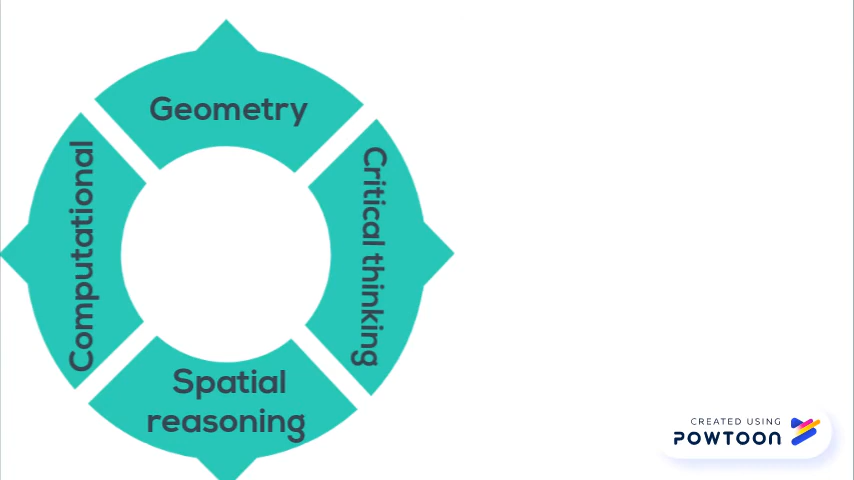 Geometry
Critical thinking
Computational
Spatial
reasoning
CREATED USING
POWTOON